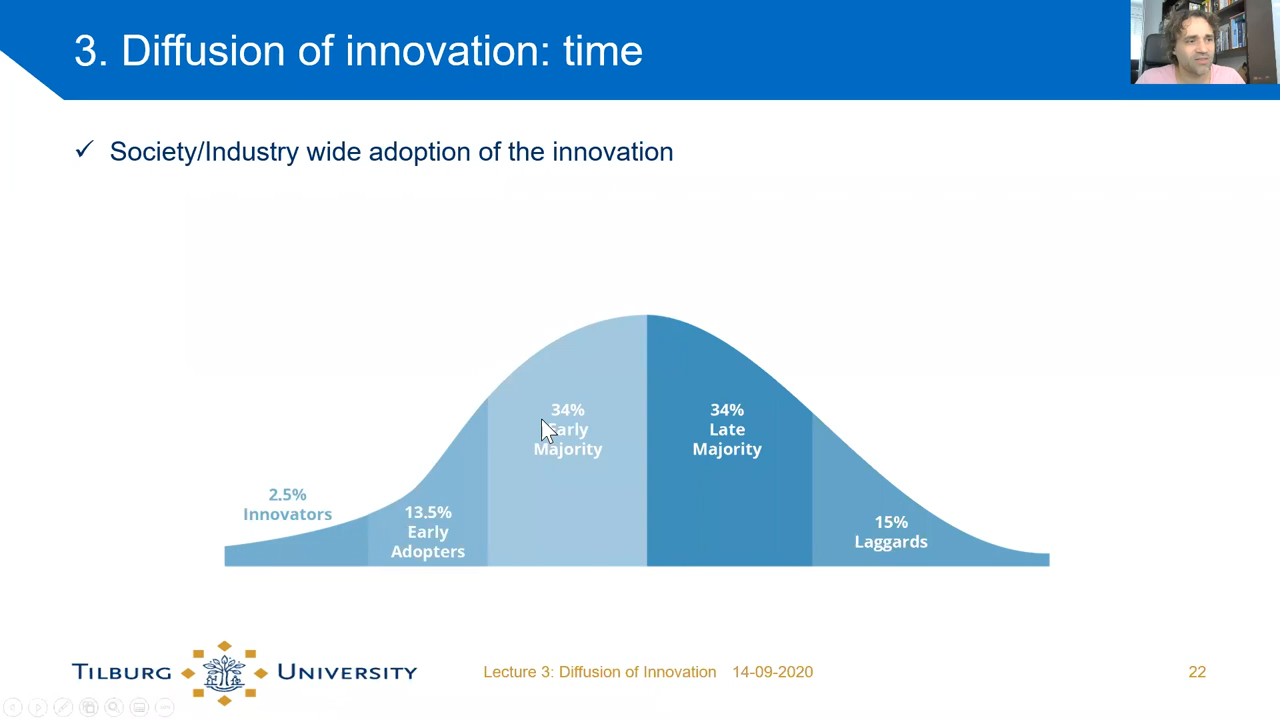 3. Diffusion of innovation: time
✓ Society/Industry wide adoption of the innovation
34%
Early
Majority
34%
Late
Majority
2.5%
Innovators
13.5%
Early
Adopters
15%
Laggards
TILBURG UNIVERSITY
Lecture 3: Diffusion of Innovation 14-09-2020
22